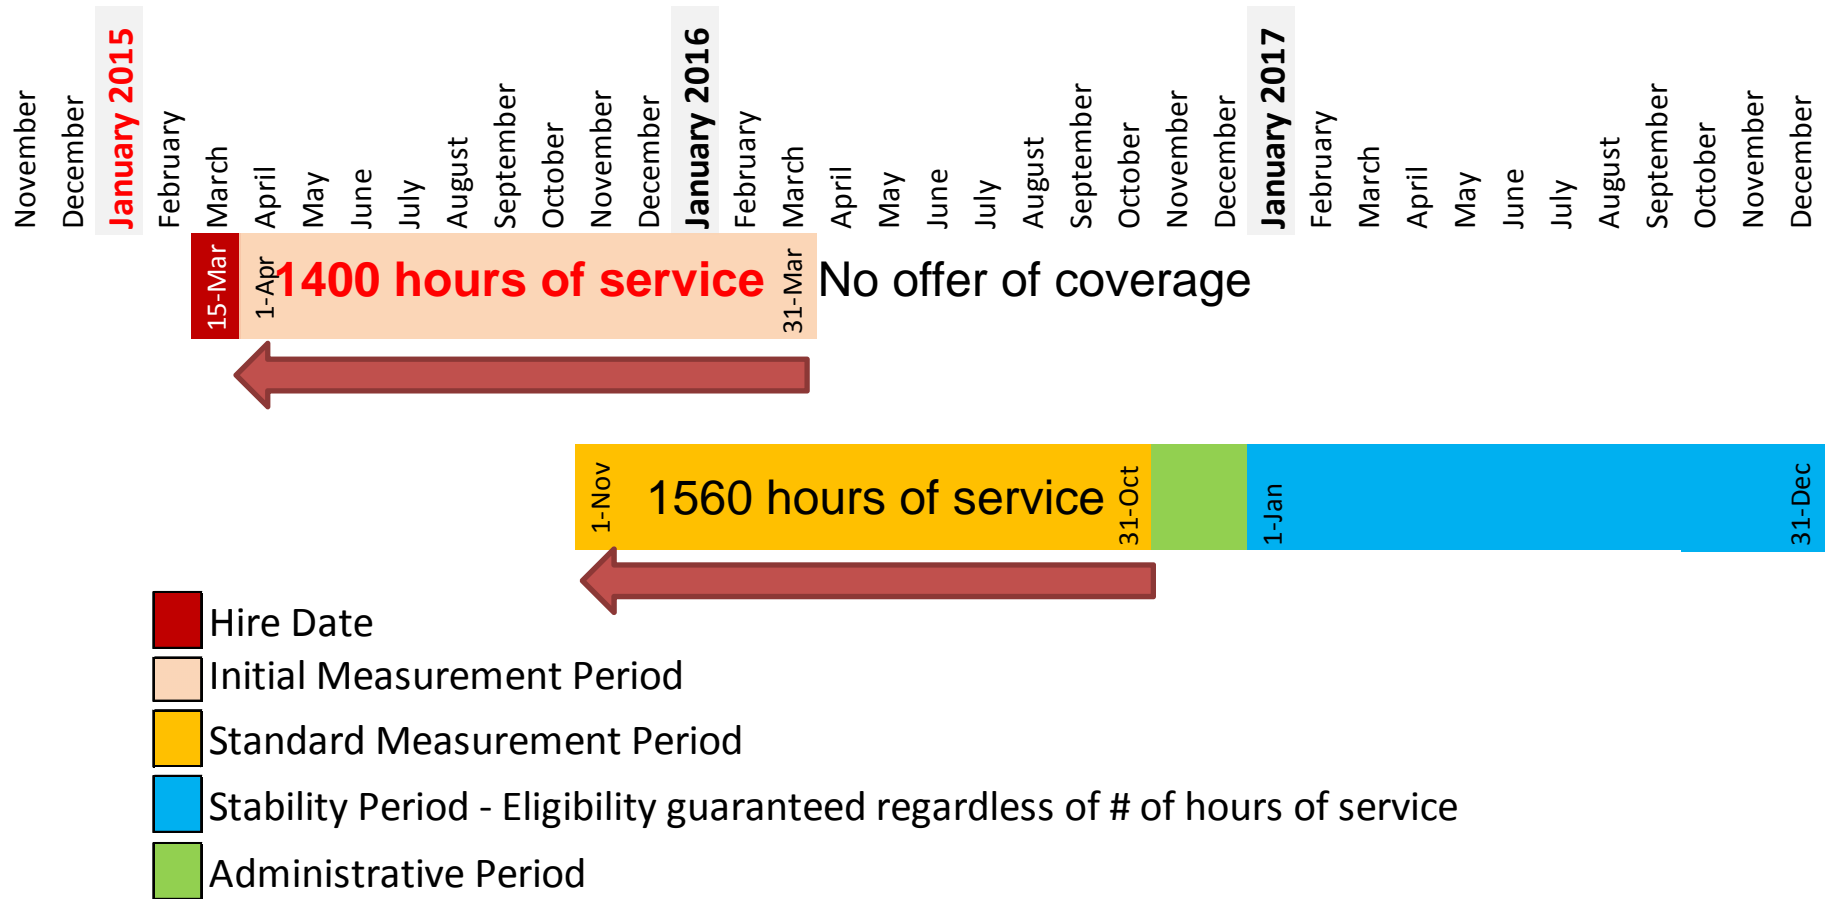 November
December
January 2015
February
March
April
May
June
July
August
September
October
November
December
January 2016
February
March
April
May
June
July
August
September
October
November
December
January 2017
February
March
April
May
June
July
August
September
October
November
December
15-Mar
1-Apr
1400 hours of service
31-Mar
No offer of coverage
1-Nov
1560 hours of service
31-Oct
1-Jan
31-Dec
Hire Date
Initial Measurement Period
Standard Measurement Period
Stability Period - Eligibility guaranteed regardless of # of hours of service
Administrative Period